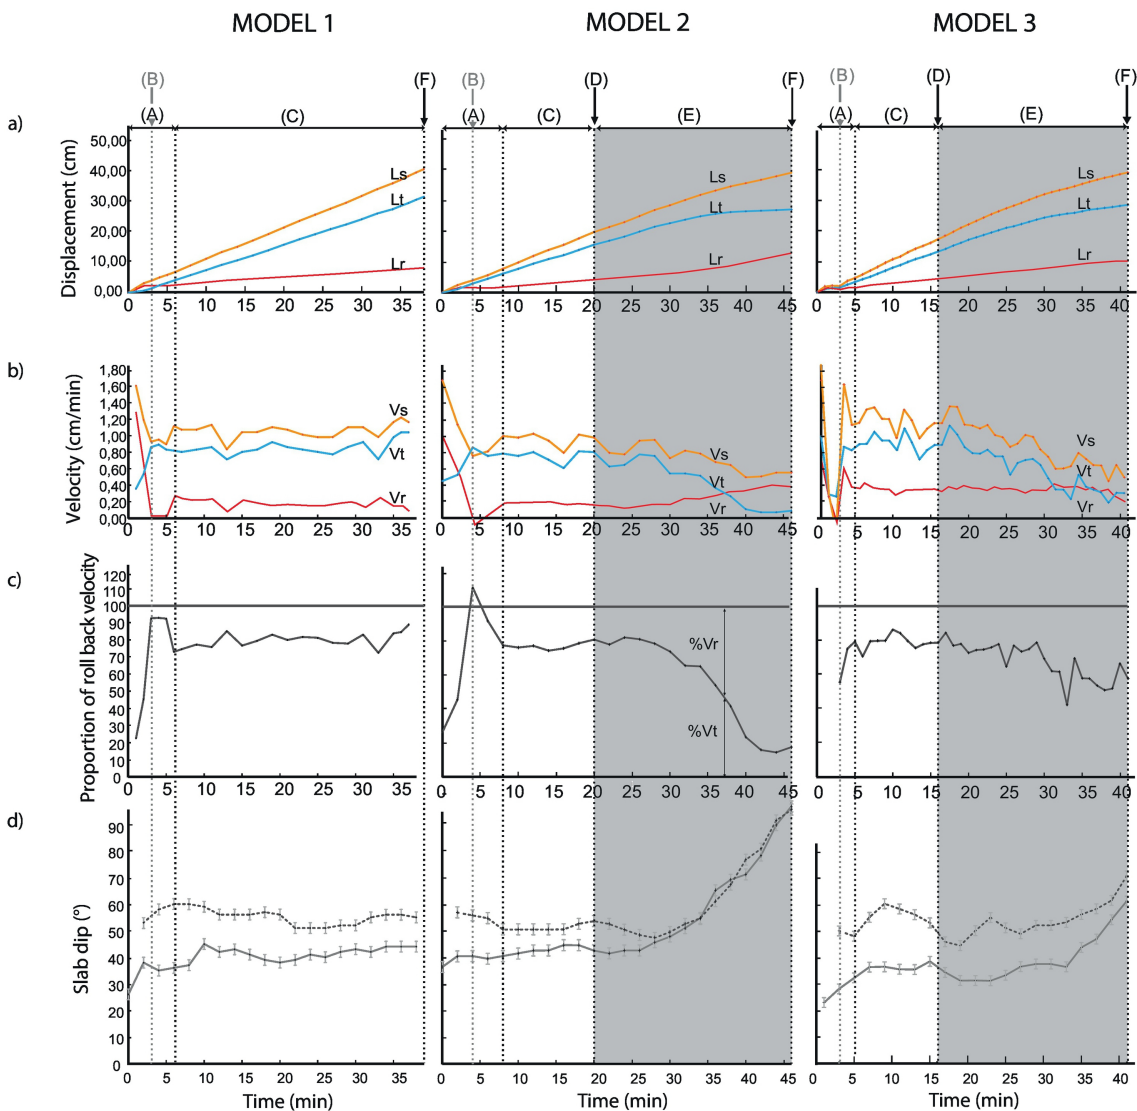 MODEL 1 MODEL 2 MODEL 3
(B) (F) (B) (D) (F) (B) (D) (F)
(A) (C) (A) (C) (E) (A) (C) (E)
a)
Displacement (cm)
50,00
40,00
30,00
20,00
10,00
0,00
Ls Lt Lr
Ls Lt Lr
Ls Lt Lr
0 5 10 15 20 25 30 35
0 5 10 15 20 25 30 35 40 45
0 5 10 15 20 25 30 35 40
b)
Velocity (cm/min)
1,80
1,60
1,40
1,20
1,00
0,80
0,60
0,40
0,20
0,00
Vs Vt Vr
Vs Vt Vr
Vs Vt Vr
0 5 10 15 20 25 30 35
0 5 10 15 20 25 30 35 40 45
0 5 10 15 20 25 30 35 40
c)
Proportion of roll back velocity
120
110
100
90
80
70
60
50
40
30
20
10
0
%Vr
%Vt
0 5 10 15 20 25 30 35
0 5 10 15 20 25 30 35 40 45
0 5 10 15 20 25 30 35 40
d)
Slab dip (°)
90
80
70
60
50
40
30
20
10
0
0 5 10 15 20 25 30 35
0 5 10 15 20 25 30 35 40 45
0 5 10 15 20 25 30 35 40
Time (min) Time (min) Time (min)